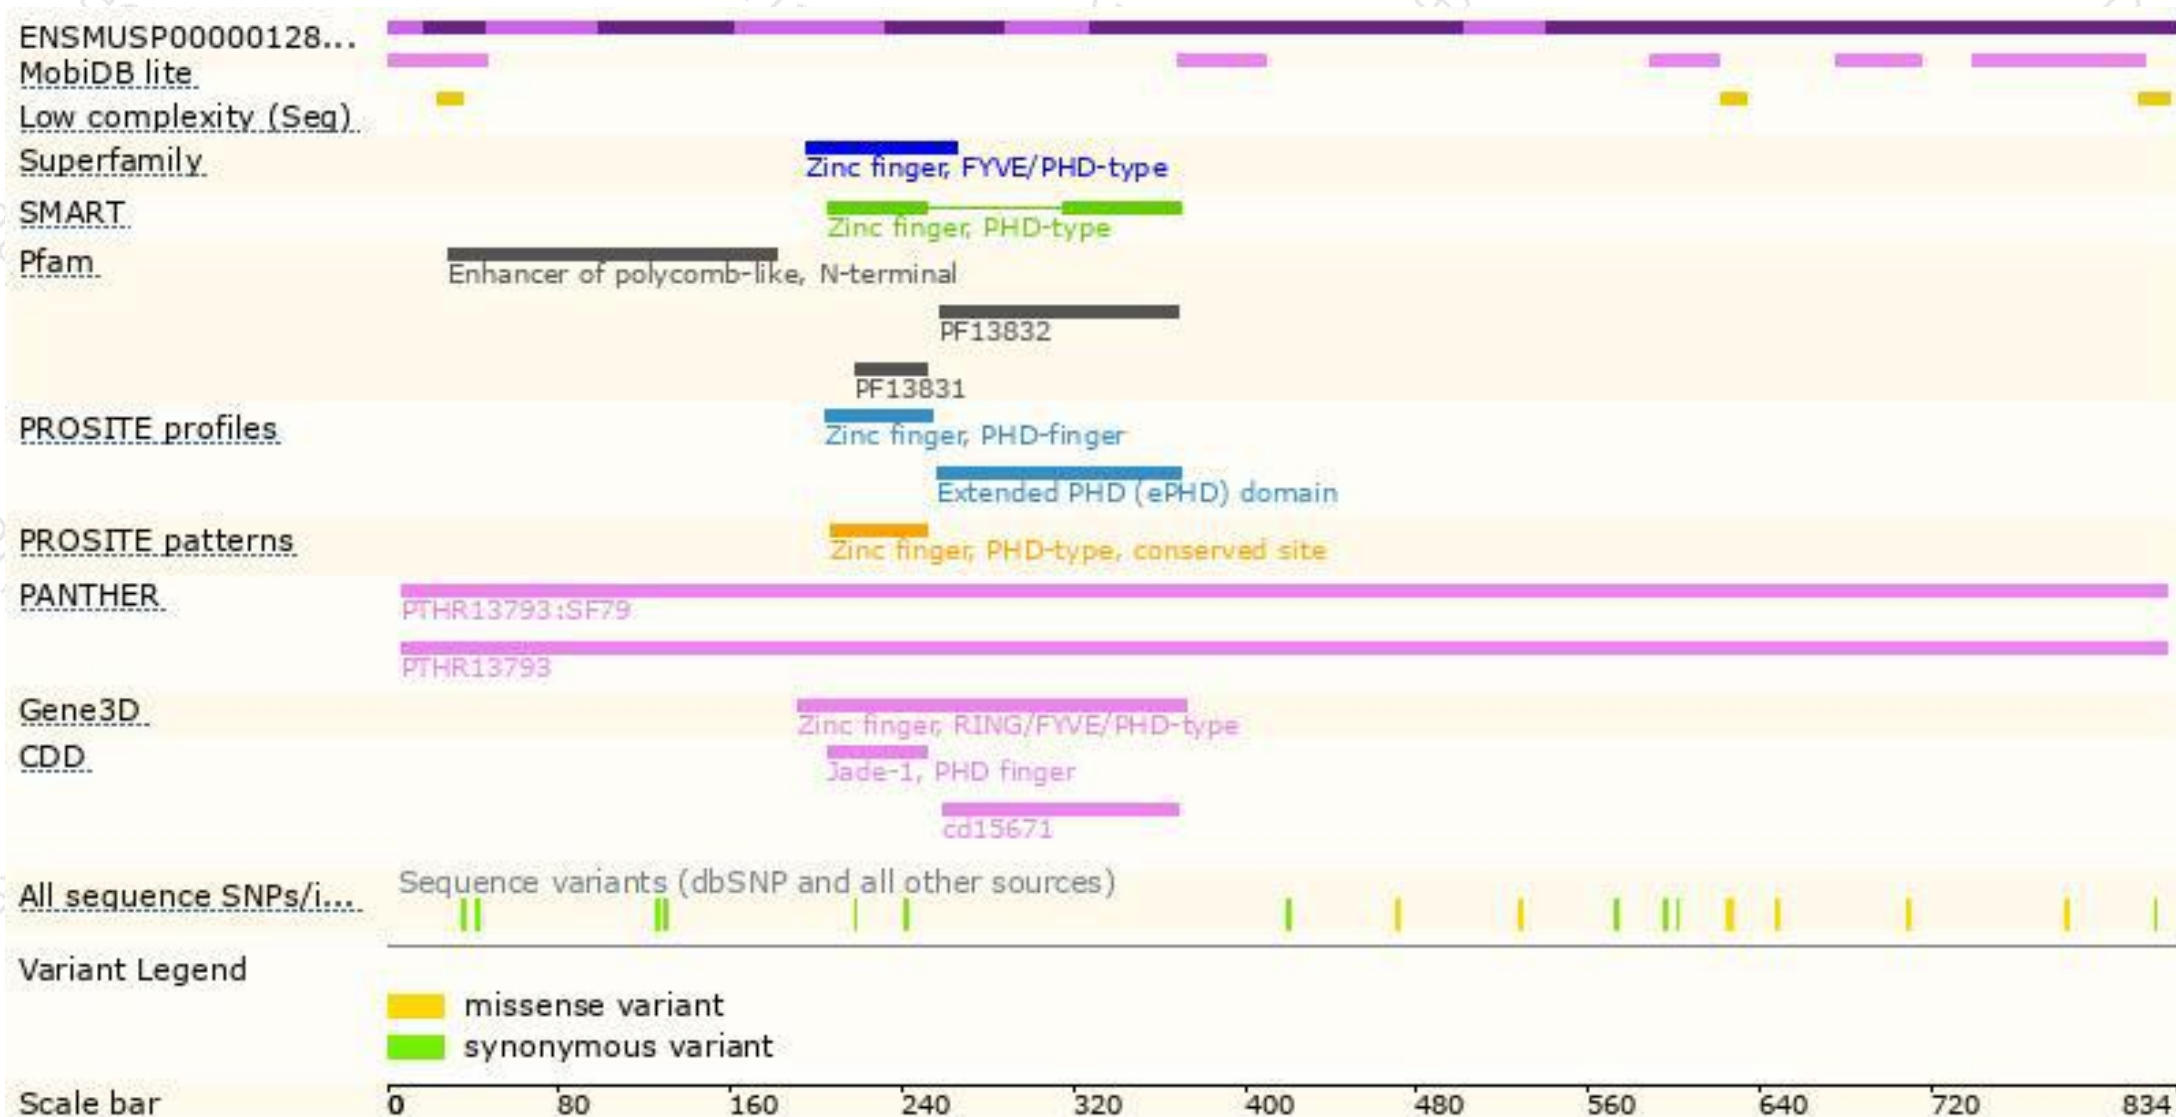 ENSMUSP00000128...
MobiDB lite
Low complexity (Seg)
Superfamily
Zinc finger, FYVE/PHD-type
SMART
Zinc finger, PHD-type
Pfam
Enhancer of polycomb-like, N-terminal
PF13832
PF13831
PROSITE profiles
Zinc finger, PHD-finger
Extended PHD (ePHD) domain
PROSITE patterns
Zinc finger, PHD-type, conserved site
PANTHER
PTHR13793:SF79
PTHR13793
Gene3D
Zinc finger, RING/FYVE/PHD-type
CDD
Jade-1, PHD finger
cd15671
All sequence SNPs/i...
Sequence variants (dbSNP and all other sources)
Variant Legend
missense variant
synonymous variant
Scale bar 0 80 160 240 320 400 480 560 640 720 834